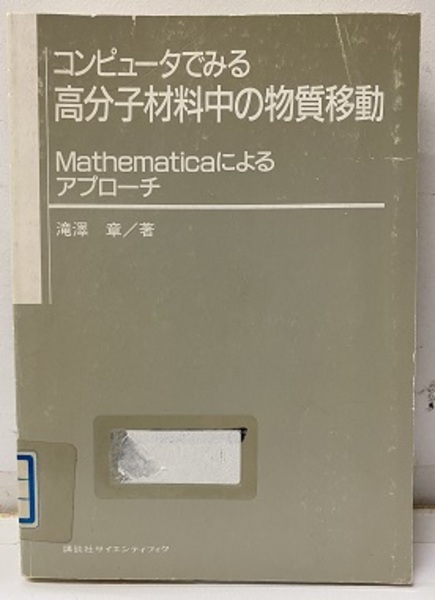 コンピュータでみる
高分子材料中の物質移動
Mathematicaによる
アプローチ
滝澤　章／著
講談社サイエンティフィク